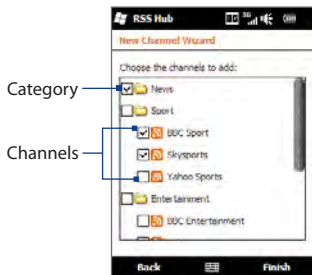 RSS Hub
3G
New Channel Wizard
Choose the channels to add:
News
Sport
BBC Sport
Skysports
Yahoo Sports
Entertainment
BBC Entertainment
Back
Finish
Category
Channels